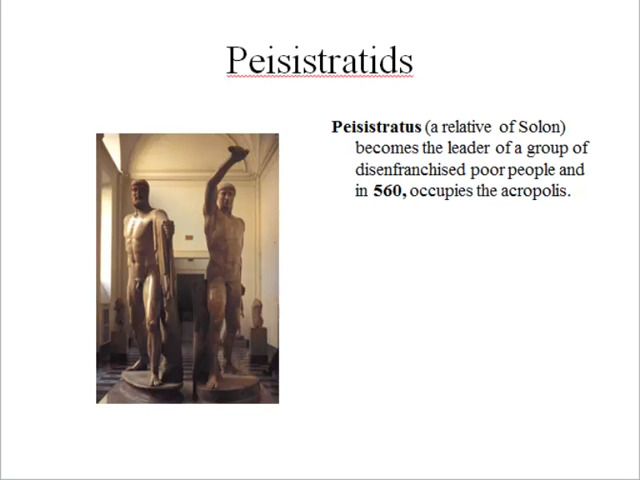 Peisistratids
Peisistratus (a relative of Solon)
becomes the leader of a group of
disenfranchised poor people and
in 560, occupies the acropolis.